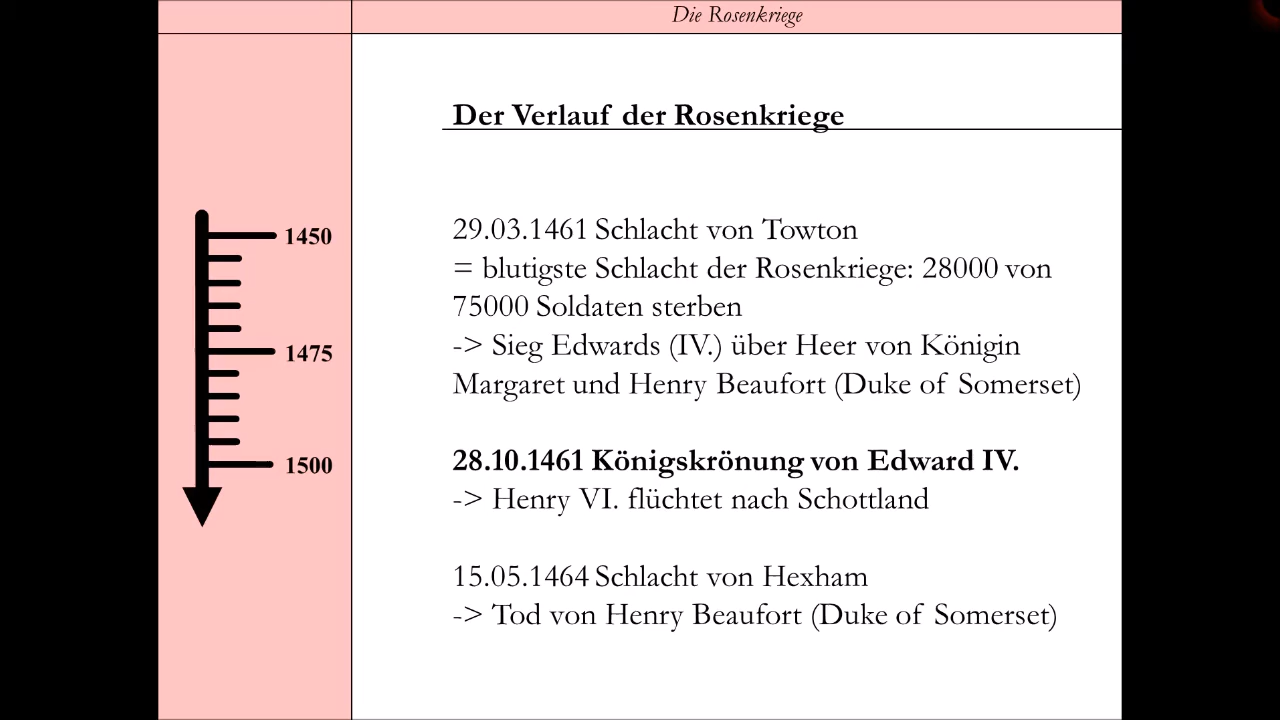 Die Rosenkriege
Der Verlauf der Rosenkriege
1450
1475
1500
29.03.1461 Schlacht von Towton
= blutigste Schlacht der Rosenkriege: 28000 von
75000 Soldaten sterben
-> Sieg Edwards (IV.) über Heer von Königin
Margaret und Henry Beaufort (Duke of Somerset)
28.10.1461 Königskrönung von Edward IV.
-> Henry VI. flüchtet nach Schottland
15.05.1464 Schlacht von Hexham
-> Tod von Henry Beaufort (Duke of Somerset)